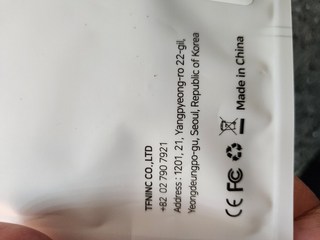 TFNINC CO.,LTD
+82 02 790 7921
Address : 1201, 21, Yangpyeong-ro 22-gil,
Yeongdeungpo-gu, Seoul, Republic of Korea
CE FC Made in China